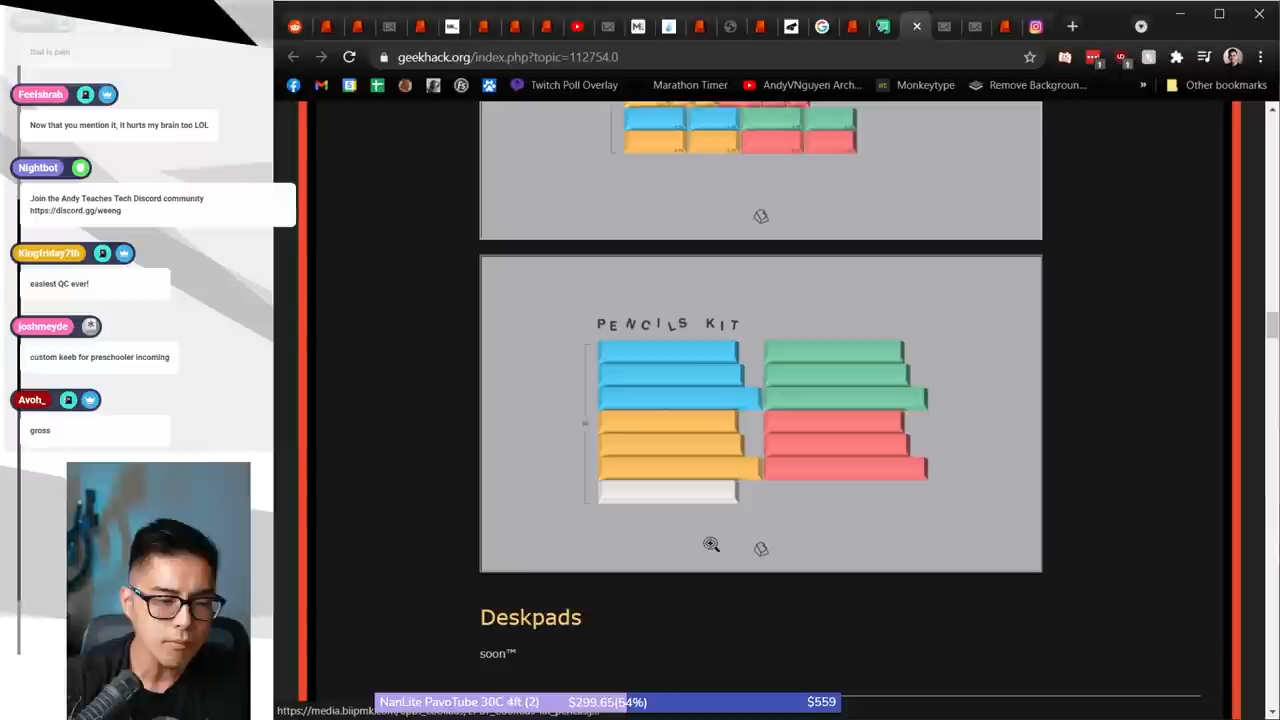 that is pain
Feelsbrah
Now that you mention it, it hurts my brain too LOL
Nightbot
Join the Andy Teaches Tech Discord community
https://discord.gg/weeng
Kingfriday7th
easiest QC ever!
joshmeyde
custom keeb for preschooler incoming
Avoh_
gross
geekhack.org/index.php?topic=112754.0
Twitch Poll Overlay
Marathon Timer
AndyVNguyen Arch...
Monkeytype
Remove Backgroun...
»
Other bookmarks
PENCILS KIT
Deskpads
soon™
NanLite PavoTube 30C 4ft (2)
$299.65(54%)
$559